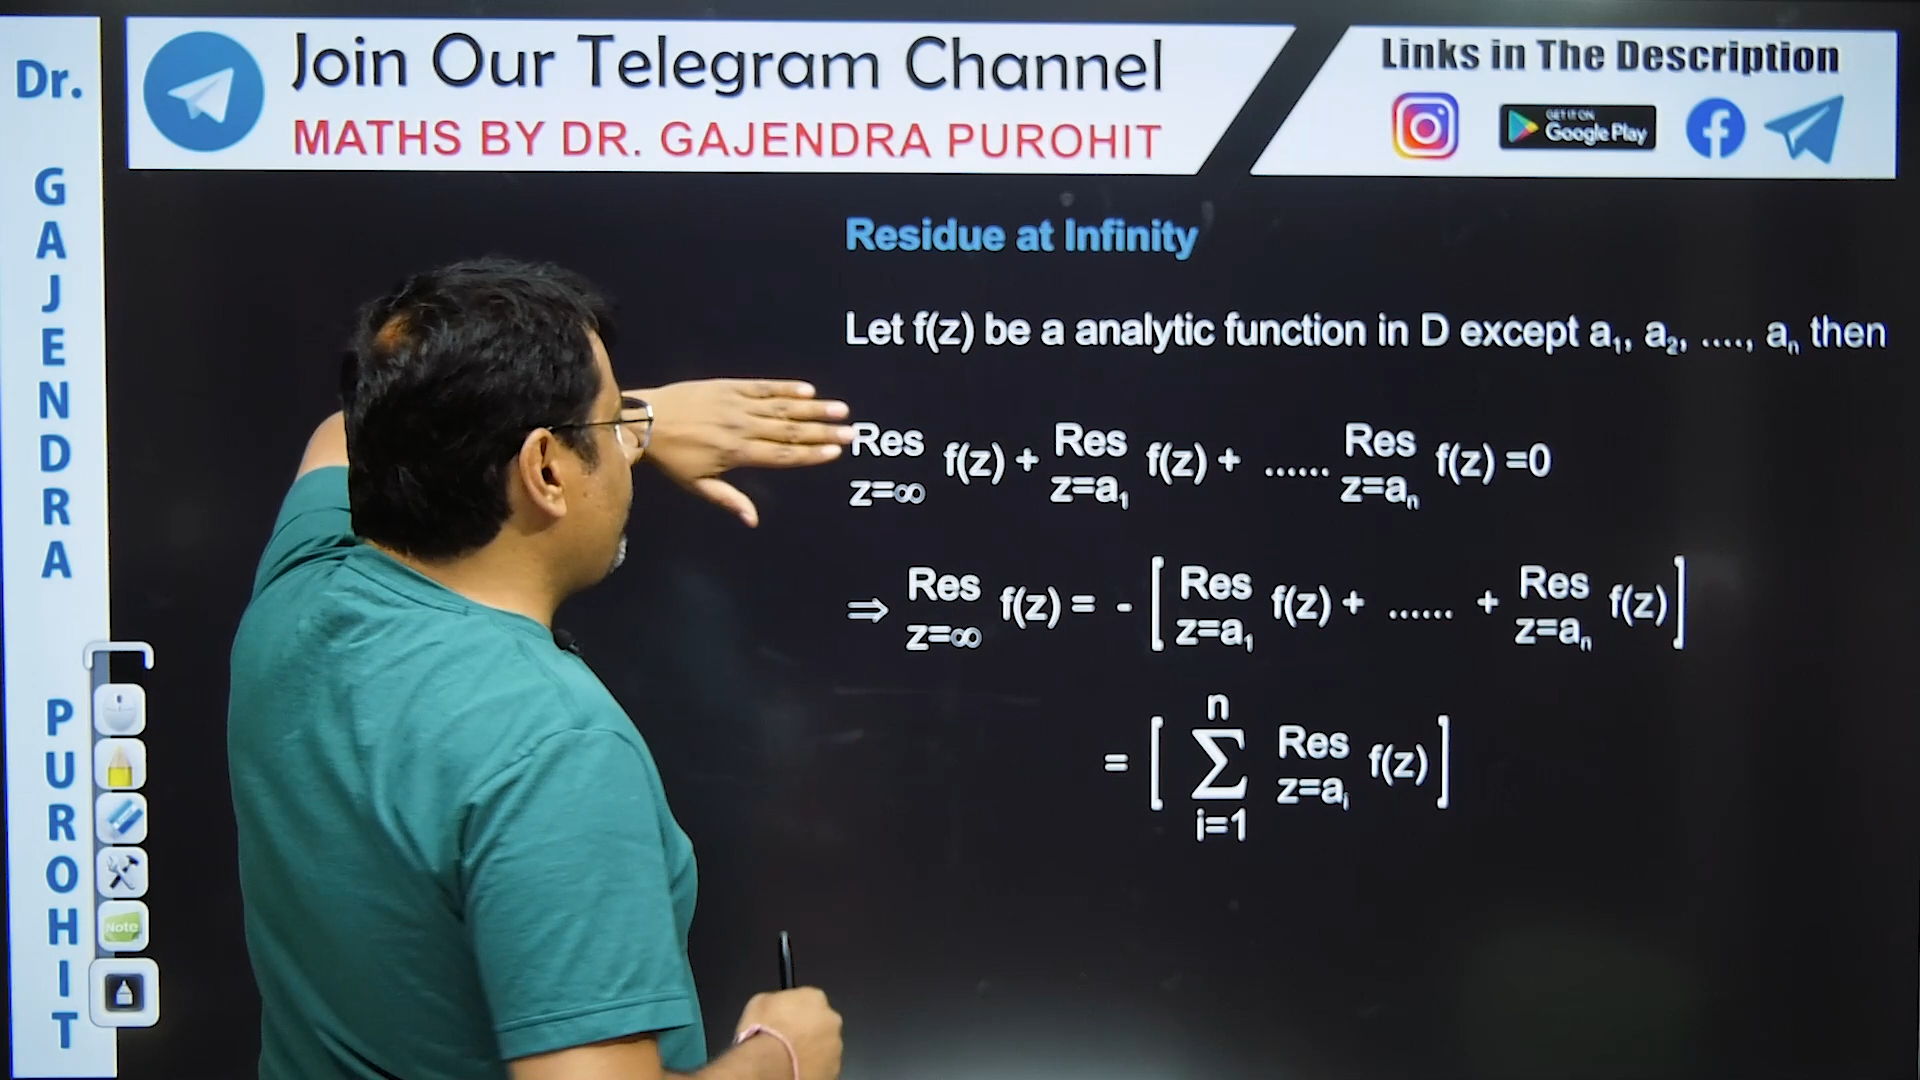 Join Our Telegram Channel
MATHS BY DR. GAJENDRA PUROHIT
Links in The Description
GET IT ON
Google Play
Dr.
GAJENDRA
PUROHIT
Note
Residue at Infinity
Let f(z) be a analytic function in D except a₁, a₂, ...., aₙ then
Res z=∞ f(z) + Res z=a₁ f(z) + ...... Res z=aₙ f(z) =0
⇒ Res z=∞ f(z) = - [ Res z=a₁ f(z) + ...... + Res z=aₙ f(z) ]
= [ n Σ i=1 Res z=aᵢ f(z) ]